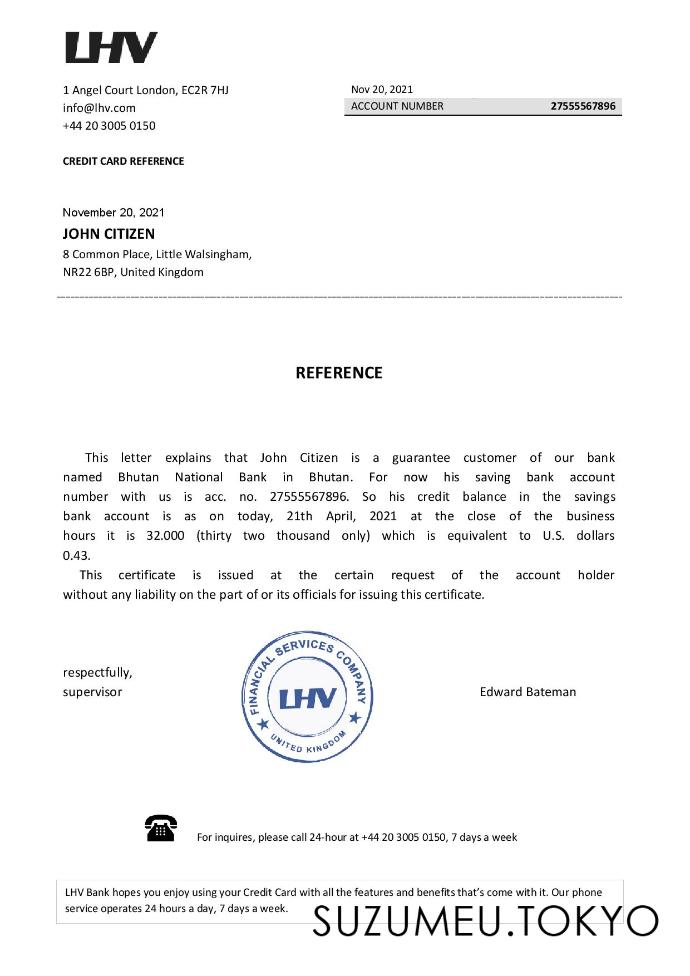 LHV
1 Angel Court London, EC2R 7HJ
info@lhv.com
+44 20 3005 0150
Nov 20, 2021
ACCOUNT NUMBER 27555567896
CREDIT CARD REFERENCE
November 20, 2021
JOHN CITIZEN
8 Common Place, Little Walsingham,
NR22 6BP, United Kingdom
REFERENCE
This letter explains that John Citizen is a guarantee customer of our bank
named Bhutan National Bank in Bhutan. For now his saving bank account
number with us is acc. no. 27555567896. So his credit balance in the savings
bank account is as on today, 21th April, 2021 at the close of the business
hours it is 32.000 (thirty two thousand only) which is equivalent to U.S. dollars
0.43.
This certificate is issued at the certain request of the account holder
without any liability on the part of or its officials for issuing this certificate.
respectfully,
supervisor
FINANCIAL SERVICES COMPANY
LHV
UNITED KINGDOM
Edward Bateman
For inquires, please call 24-hour at +44 20 3005 0150, 7 days a week
LHV Bank hopes you enjoy using your Credit Card with all the features and benefits that's come with it. Our phone
service operates 24 hours a day, 7 days a week.
SUZUMEU.TOKYO